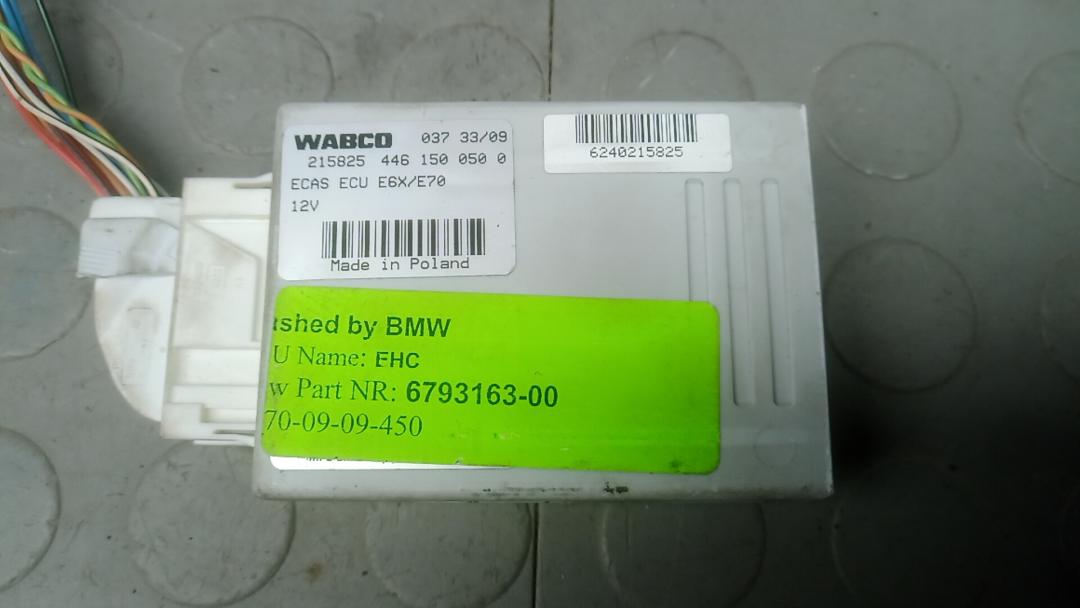 WABCO 037 33/09
215825 446 150 050 0
ECAS ECU E6X/E70
12V
Made in Poland
6240215825
ashed by BMW
U Name: EHC
w Part NR: 6793163-00
70-09-09-450